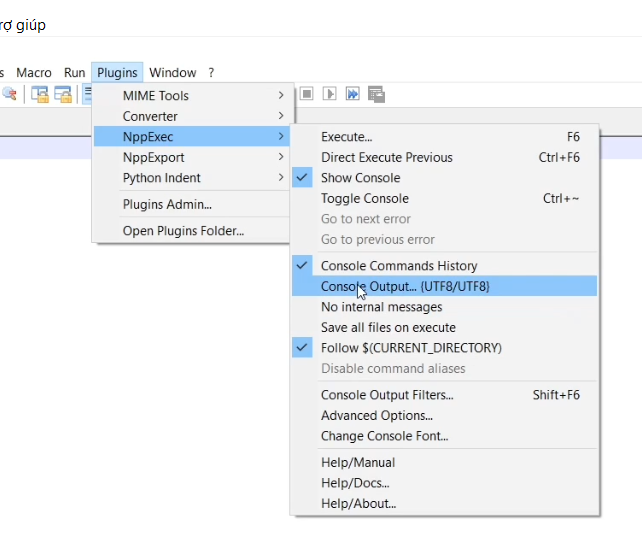 rợ giúp
s Macro Run Plugins Window ?
MIME Tools
Converter
NppExec
NppExport
Python Indent
Plugins Admin...
Open Plugins Folder...
Execute... F6
Direct Execute Previous Ctrl+F6
Show Console
Toggle Console Ctrl+~
Go to next error
Go to previous error
Console Commands History
Console Output... {UTF8/UTF8}
No internal messages
Save all files on execute
Follow $(CURRENT_DIRECTORY)
Disable command aliases
Console Output Filters... Shift+F6
Advanced Options...
Change Console Font...
Help/Manual
Help/Docs...
Help/About...